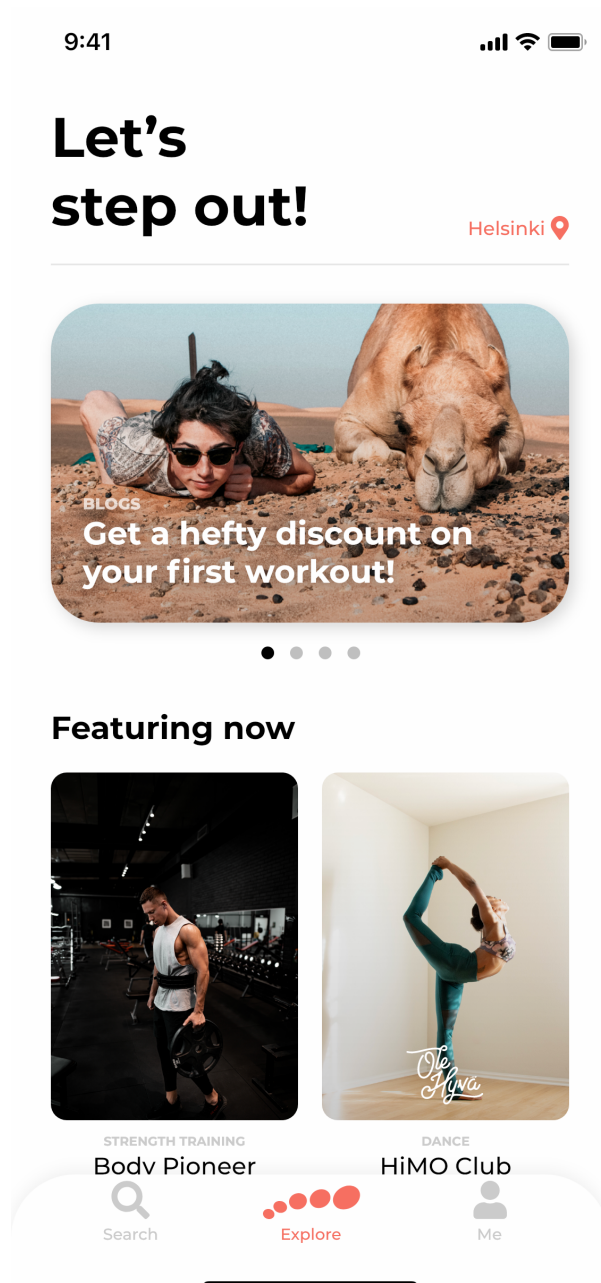 9:41
Let’s
step out!
Helsinki
BLOGS
Get a hefty discount on
your first workout!
Featuring now
Ole
Hyvä
STRENGTH TRAINING
DANCE
Body Pioneer
HiMO Club
Search
Explore
Me